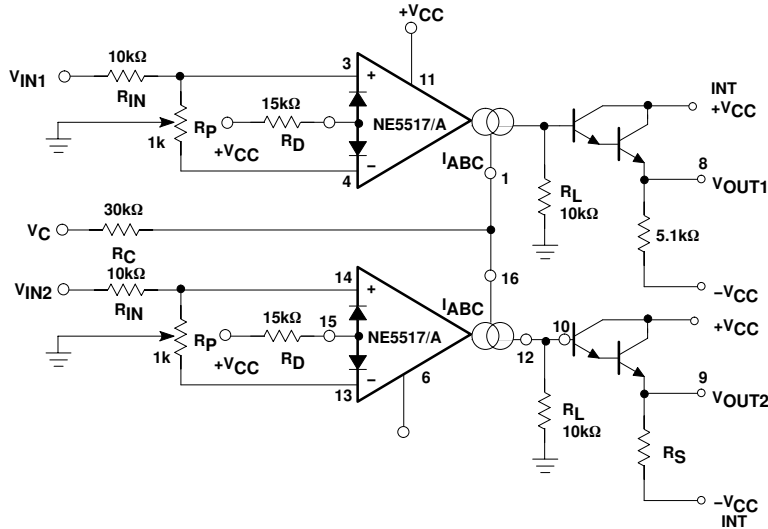 +VCC
10kΩ
3
+
11
INT
+VCC
VIN1
RIN
15kΩ
NE5517/A
RP
1k
+VCC
RD
IABC
8
VOUT1
4
−
1
RL
10kΩ
5.1kΩ
30kΩ
VC
RC
−VCC
10kΩ
14
+
16
IABC
+VCC
VIN2
RIN
15kΩ
15
NE5517/A
10
RP
1k
+VCC
RD
12
9
VOUT2
13
−
6
RL
10kΩ
RS
−VCC
INT